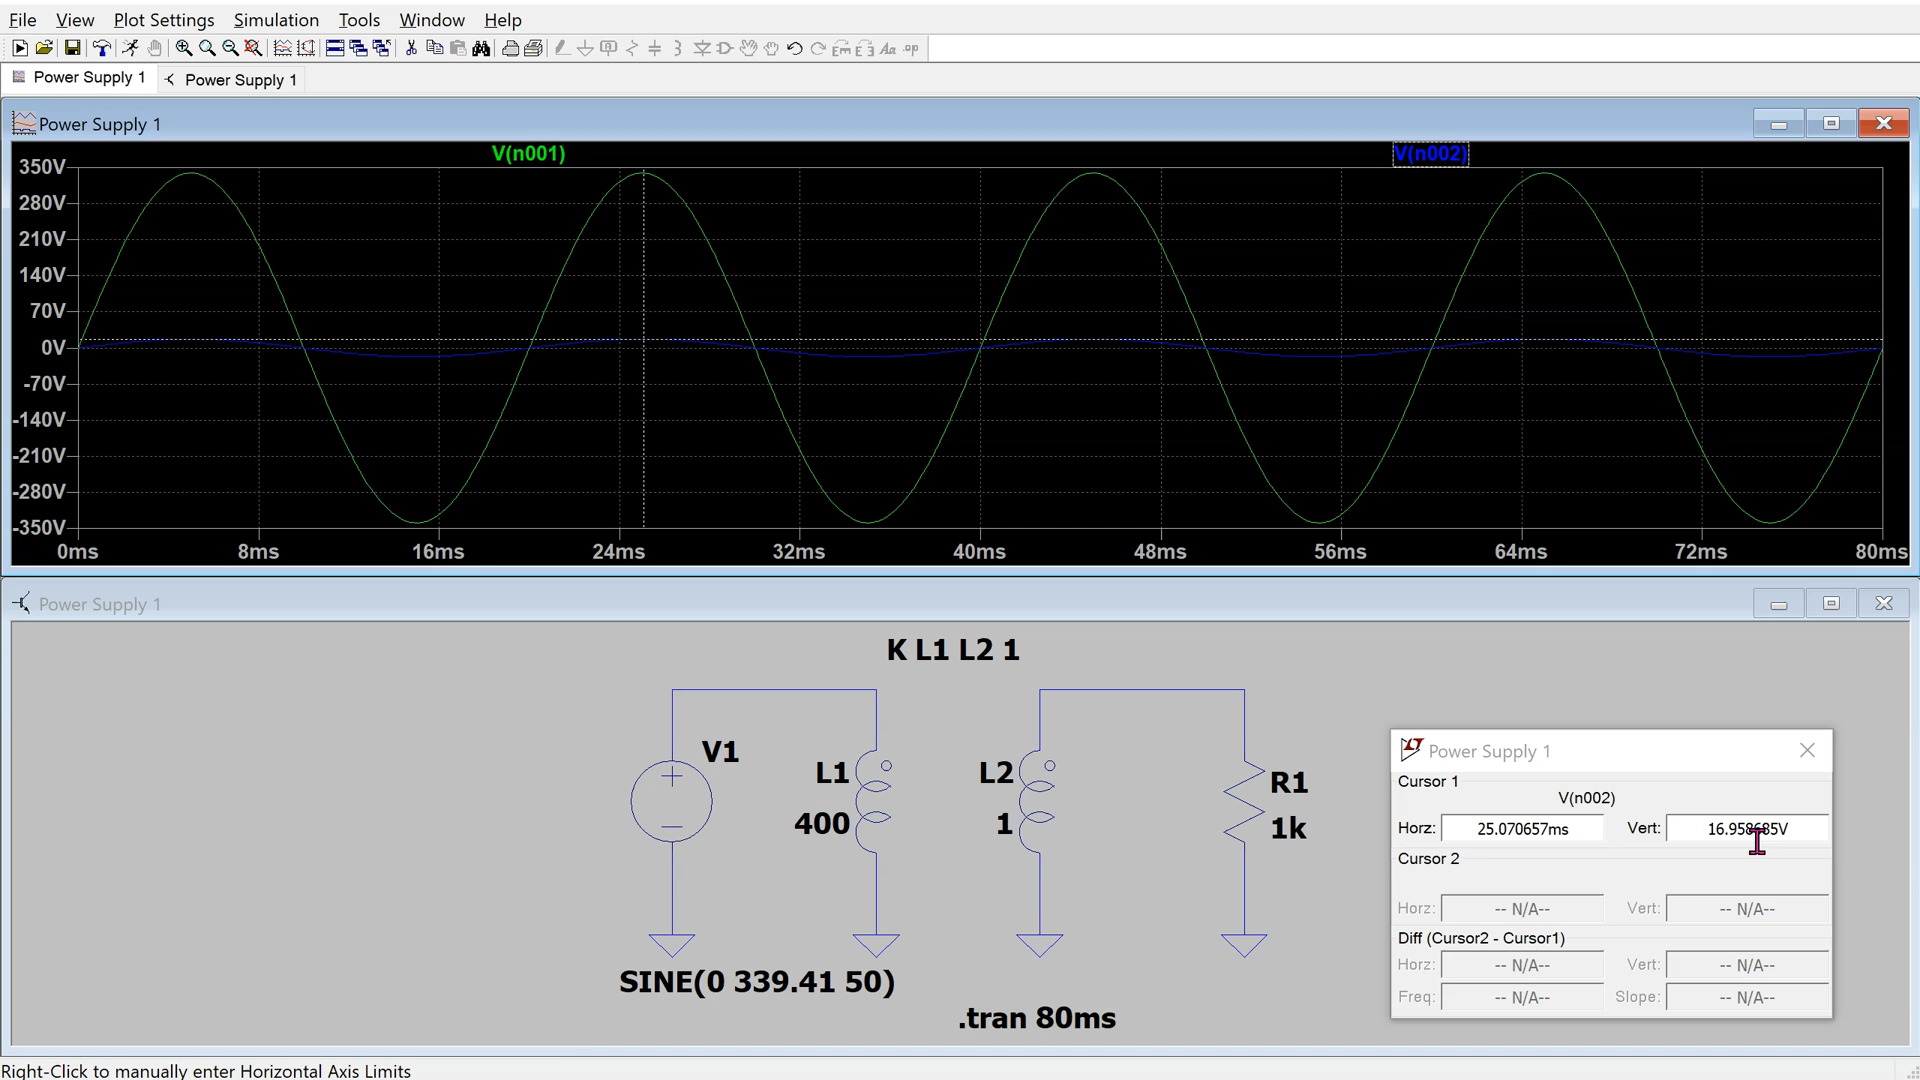 File View Plot Settings Simulation Tools Window Help
Aa .op
Power Supply 1 Power Supply 1
Power Supply 1
V(n001) V(n002)
350V
280V
210V
140V
70V
0V
-70V
-140V
-210V
-280V
-350V
0ms 8ms 16ms 24ms 32ms 40ms 48ms 56ms 64ms 72ms 80ms
Power Supply 1
K L1 L2 1
V1
L1
400
L2
1
R1
1k
SINE(0 339.41 50)
.tran 80ms
Power Supply 1
Cursor 1
V(n002)
Horz: 25.070657ms Vert: 16.958685V
Cursor 2
Horz: -- N/A-- Vert: -- N/A--
Diff (Cursor2 - Cursor1)
Horz: -- N/A-- Vert: -- N/A--
Freq: -- N/A-- Slope: -- N/A--
Right-Click to manually enter Horizontal Axis Limits